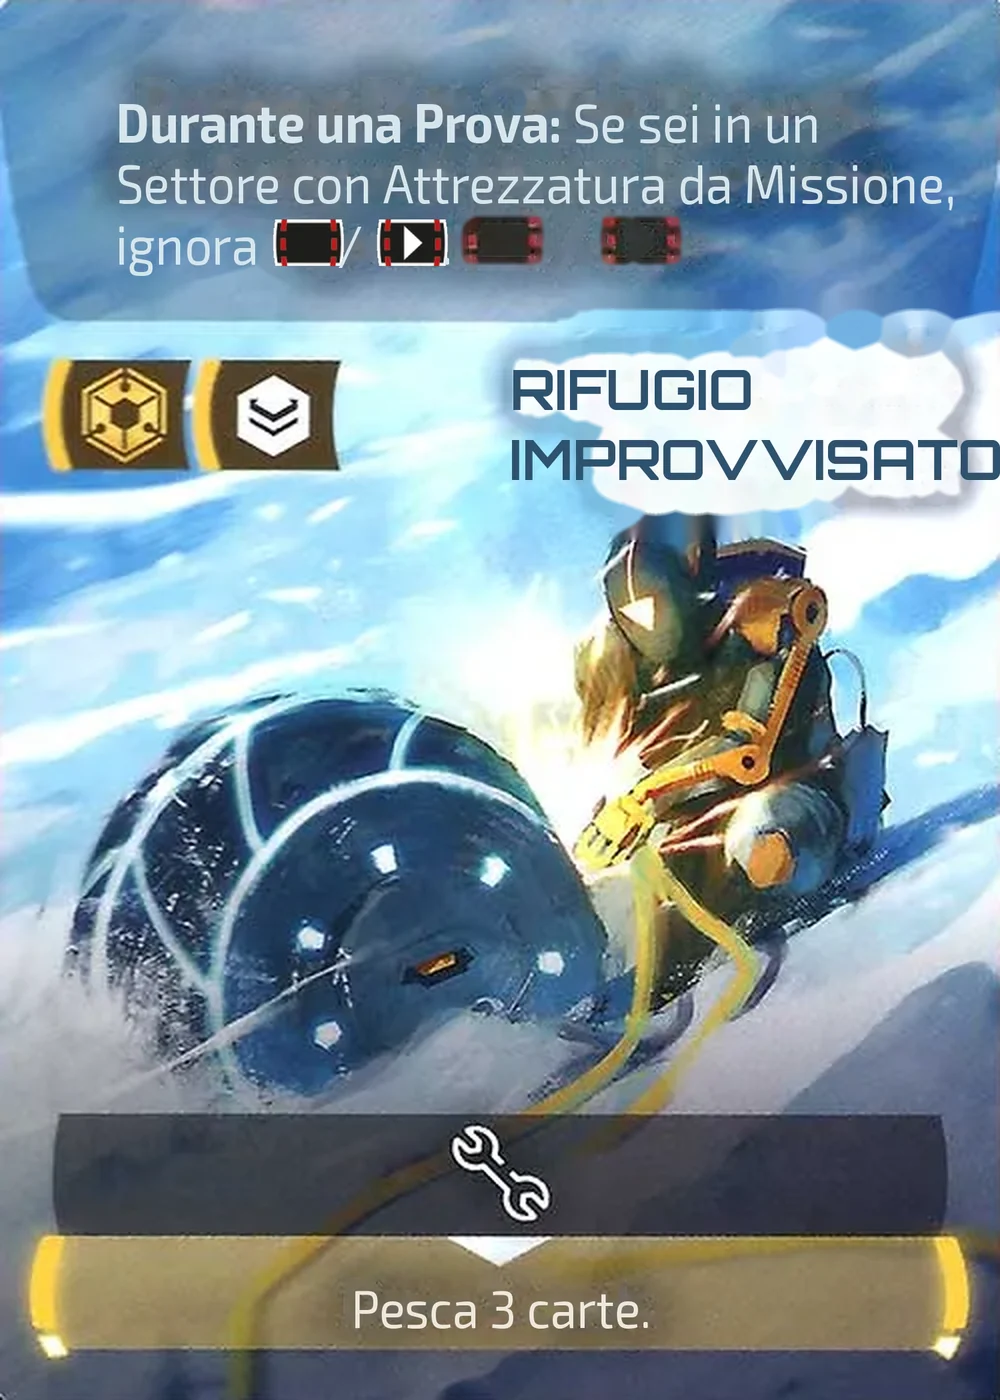 Durante una Prova: Se sei in un
Settore con Attrezzatura da Missione,
ignora / .
RIFUGIO
IMPROVVISATO
Pesca 3 carte.